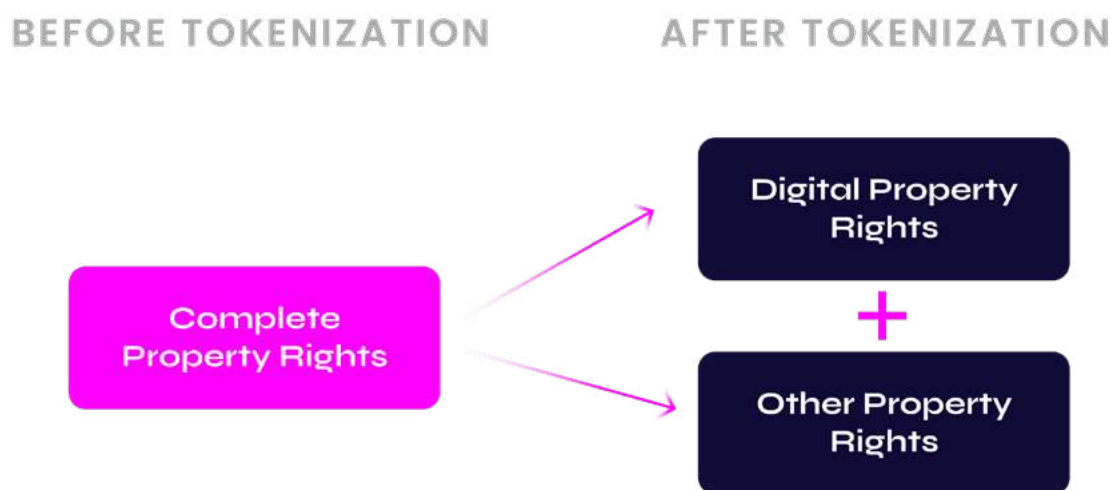 BEFORE TOKENIZATION
AFTER TOKENIZATION
Complete
Property Rights
Digital Property
Rights
+
Other Property
Rights